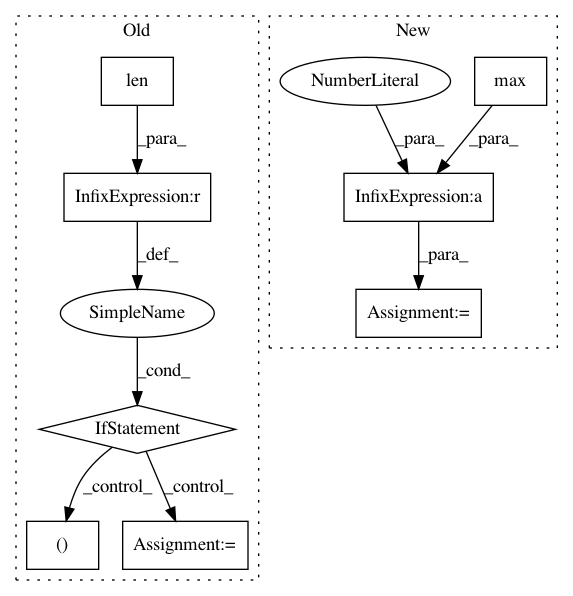 Old
len
_para_
InfixExpression:r
_def_
SimpleName
_cond_
IfStatement
_control_
_control_
()
Assignment:=
New
NumberLiteral
max
_para_
_para_
InfixExpression:a
_para_
Assignment:=